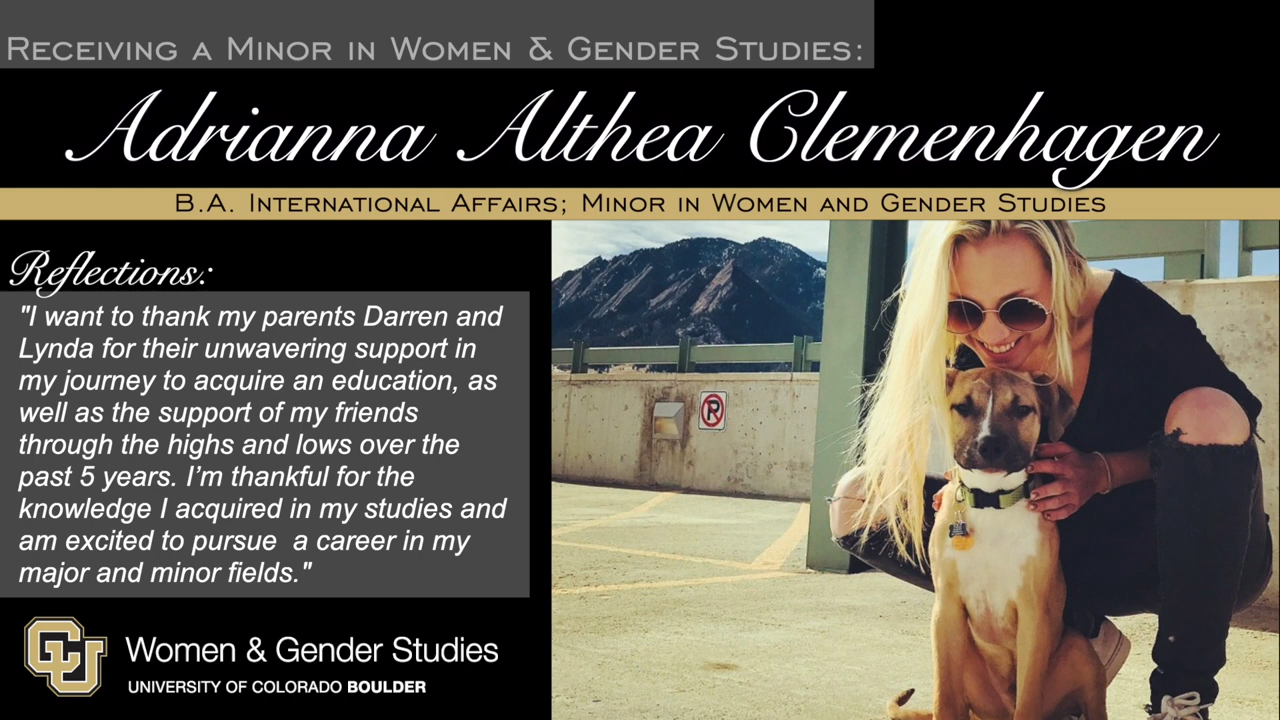 Receiving a Minor in Women & Gender Studies:
Adrianna Althea Clemenhagen
B.A. International Affairs; Minor in Women and Gender Studies
Reflections:
"I want to thank my parents Darren and
Lynda for their unwavering support in
my journey to acquire an education, as
well as the support of my friends
through the highs and lows over the
past 5 years. I’m thankful for the
knowledge I acquired in my studies and
am excited to pursue  a career in my
major and minor fields."
CU
Women & Gender Studies
UNIVERSITY OF COLORADO BOULDER
P